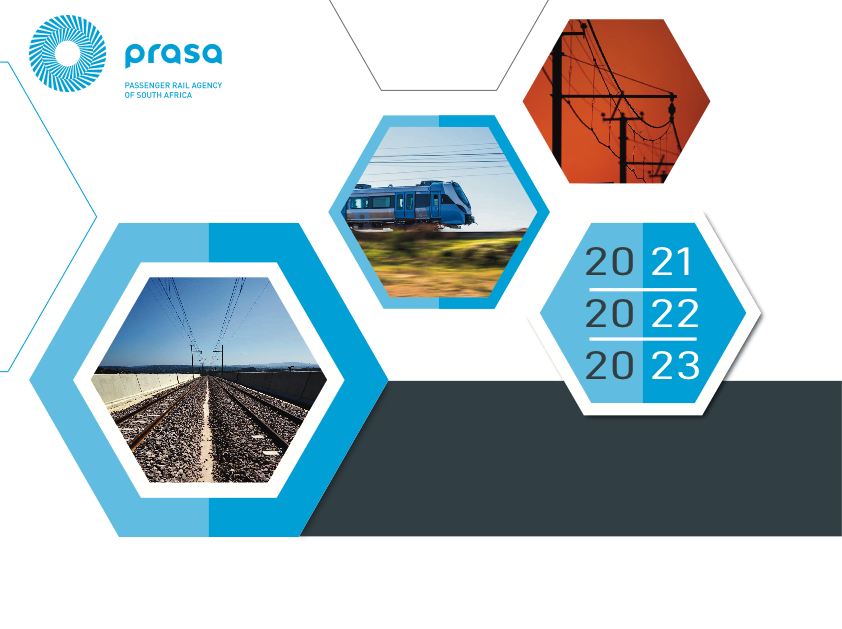 prasa
PASSENGER RAIL AGENCY
OF SOUTH AFRICA
20 21
20 22
20 23